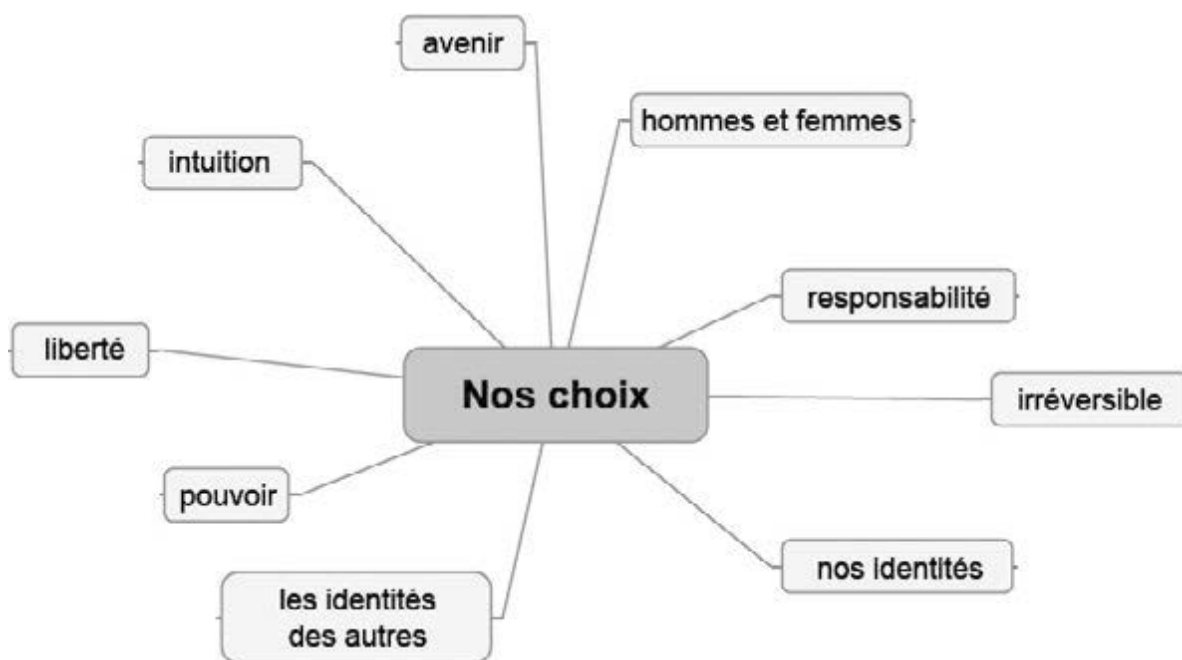 avenir
hommes et femmes
intuition
responsabilité
liberté
Nos choix
irréversible
pouvoir
nos identités
les identités
des autres